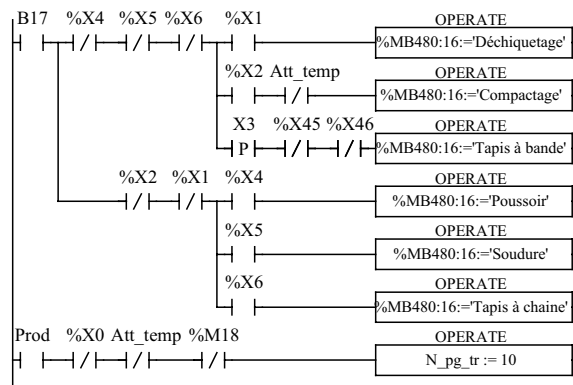 B17 %X4 %X5 %X6 %X1 OPERATE
%MB480:16:='Déchiquetage'
%X2 Att_temp OPERATE
%MB480:16:='Compactage'
X3 %X45 %X46 OPERATE
P %MB480:16:='Tapis à bande'
%X2 %X1 %X4 OPERATE
%MB480:16:='Poussoir'
%X5 OPERATE
%MB480:16:='Soudure'
%X6 OPERATE
%MB480:16:='Tapis à chaine'
Prod %X0 Att_temp %M18 OPERATE
N_pg_tr := 10